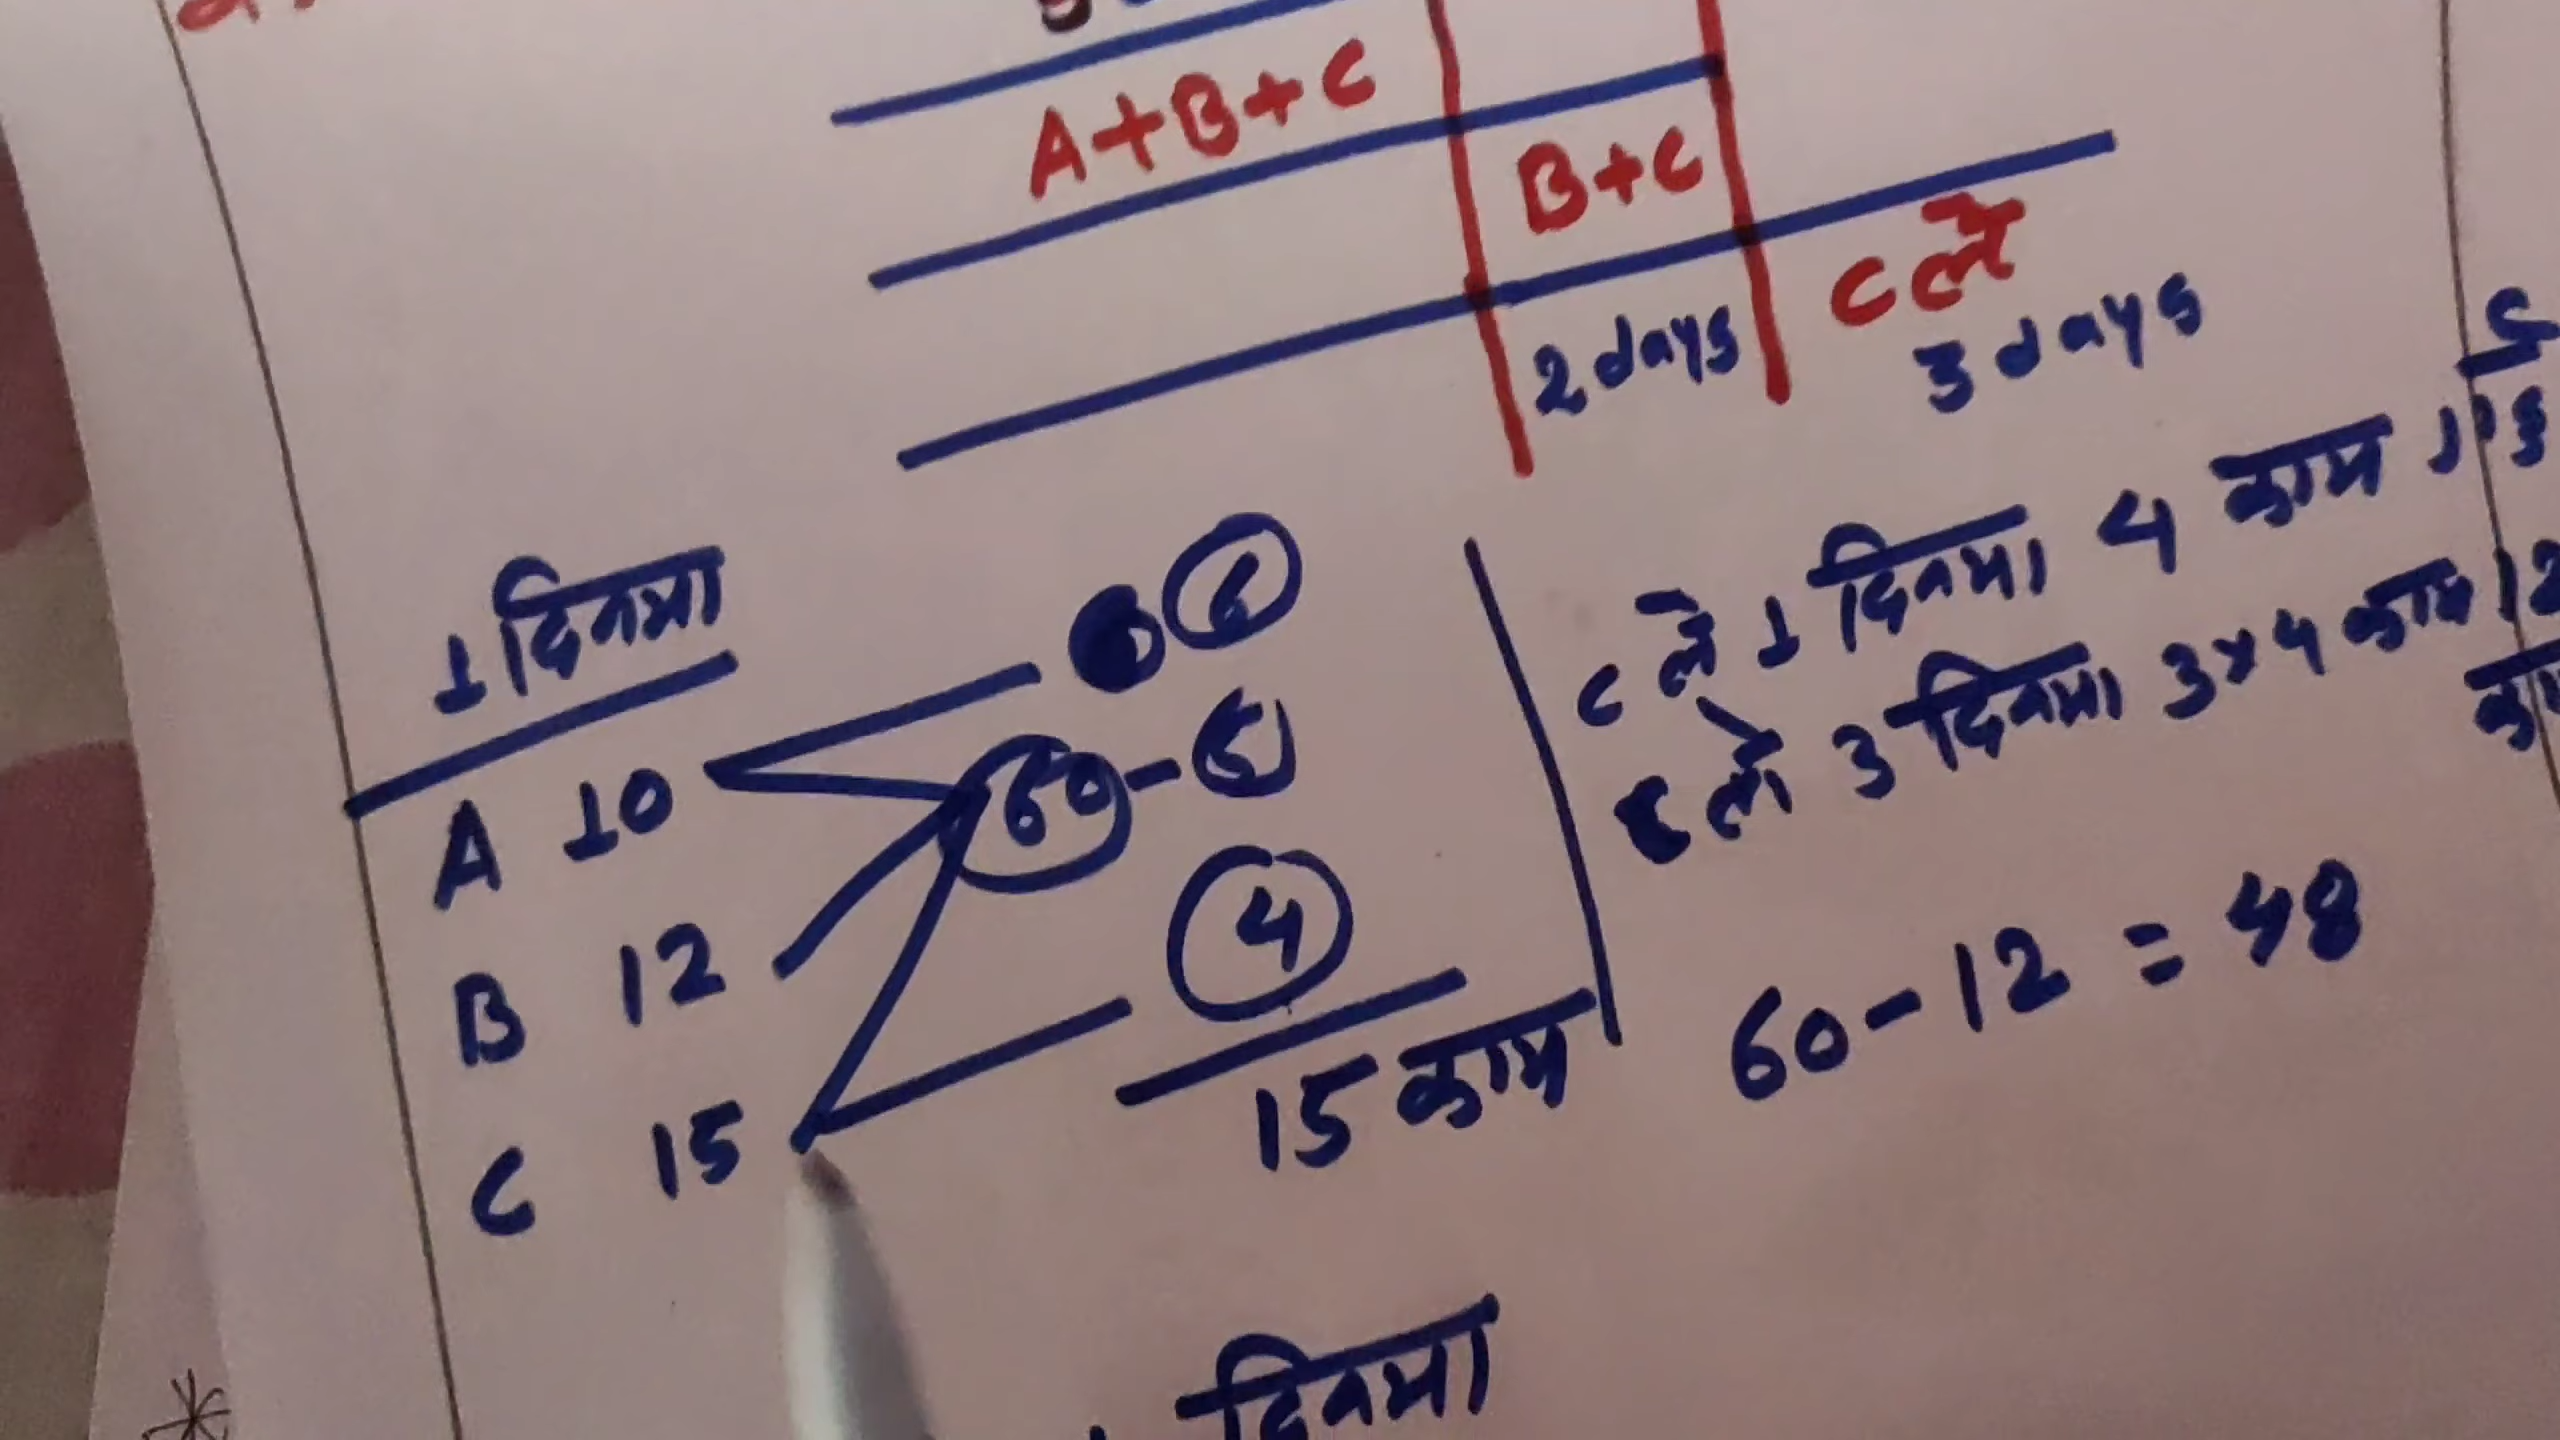 A+B+C
B+C
C ले
2 days
3 days
1 दिनमा
6
A 10
60 - 5
B 12
4
C 15
15 काम
C ले 1 दिनमा 4 काम
C ले 3 दिनमा 3×4 काम 12
60 - 12 = 48
दिनमा